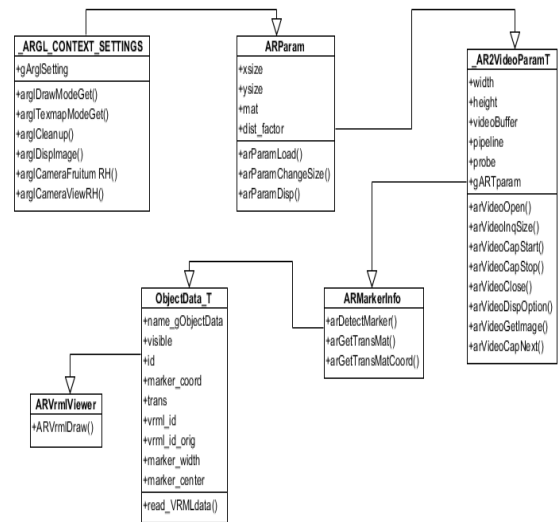 _ARGL_CONTEXT_SETTINGS
+gArglSetting
+arglDrawModeGet()
+arglTexmapModeGet()
+arglCleanup()
+arglDispImage()
+arglCameraFruitum RH()
+arglCameraViewRH()
ARParam
+xsize
+ysize
+mat
+dist_factor
+arParamLoad()
+arParamChangeSize()
+arParamDisp()
_AR2VideoParamT
+width
+height
+videoBuffer
+pipeline
+probe
+gARTparam
+arVideoOpen()
+arVideoInqSize()
+arVideoCapStart()
+arVideoCapStop()
+arVideoClose()
+arVideoDispOption()
+arVideoGetImage()
+arVideoCapNext()
ObjectData_T
+name_gObjectData
+visible
+id
+marker_coord
+trans
+vrml_id
+vrml_id_orig
+marker_width
+marker_center
+read_VRMLdata()
ARMarkerInfo
+arDetectMarker()
+arGetTransMat()
+arGetTransMatCoord()
ARVrmlViewer
+ARVrmlDraw()